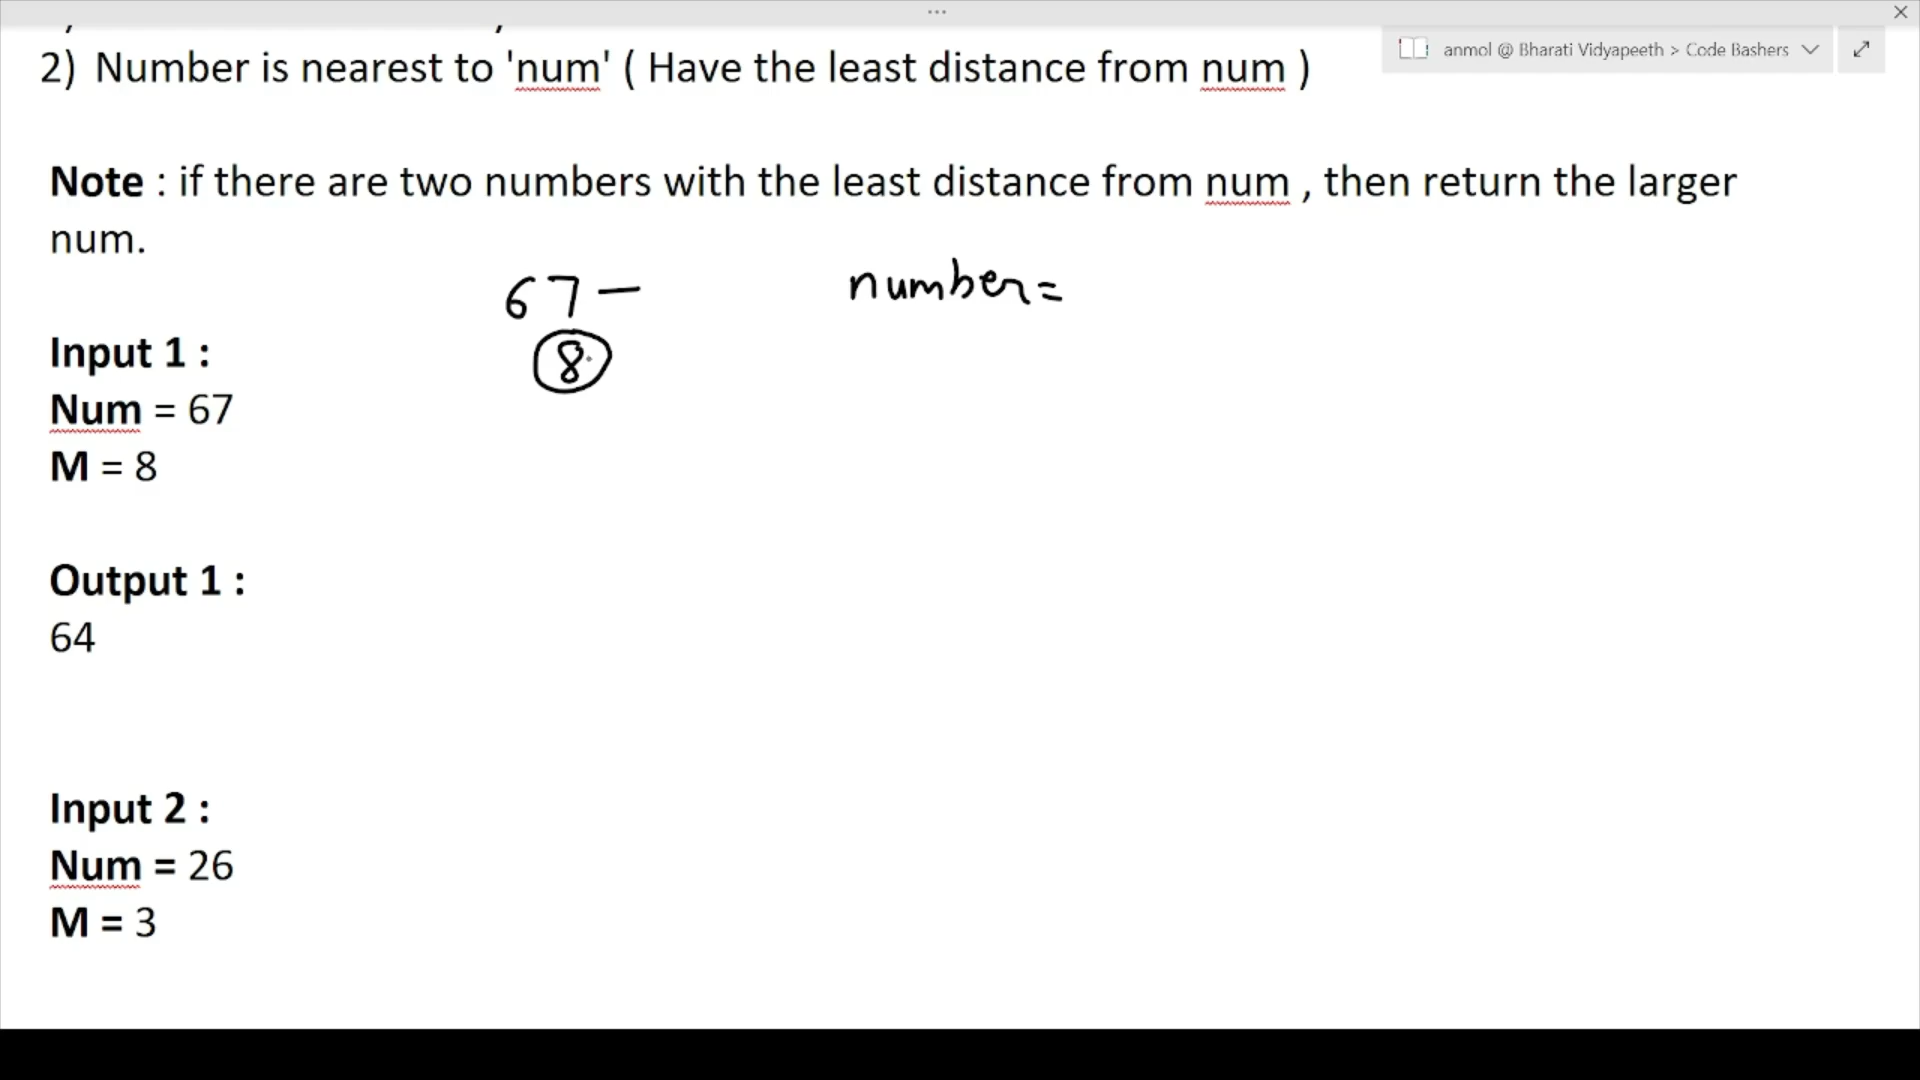 ...
anmol @ Bharati Vidyapeeth > Code Bashers
2) Number is nearest to 'num' ( Have the least distance from num )
Note : if there are two numbers with the least distance from num , then return the larger
num.
67 — number =
8
Input 1 :
Num = 67
M = 8
Output 1 :
64
Input 2 :
Num = 26
M = 3